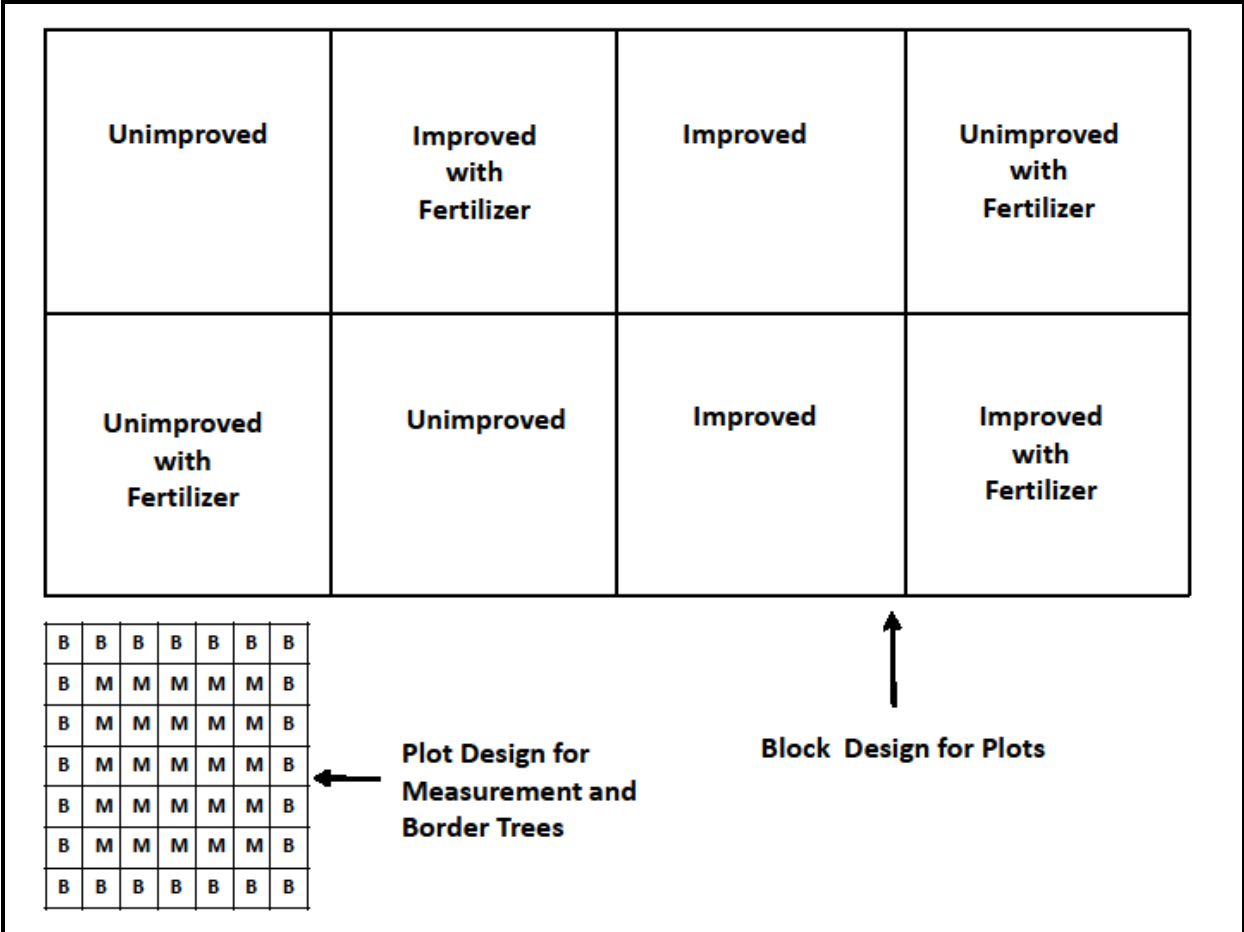 Unimproved
Improved
with
Fertilizer
Improved
Unimproved
with
Fertilizer
Unimproved
with
Fertilizer
Unimproved
Improved
Improved
with
Fertilizer
B B B B B B B
B M M M M M B
B M M M M M B
B M M M M M B
B M M M M M B
B M M M M M B
B B B B B B B
Plot Design for
Measurement and
Border Trees
Block Design for Plots